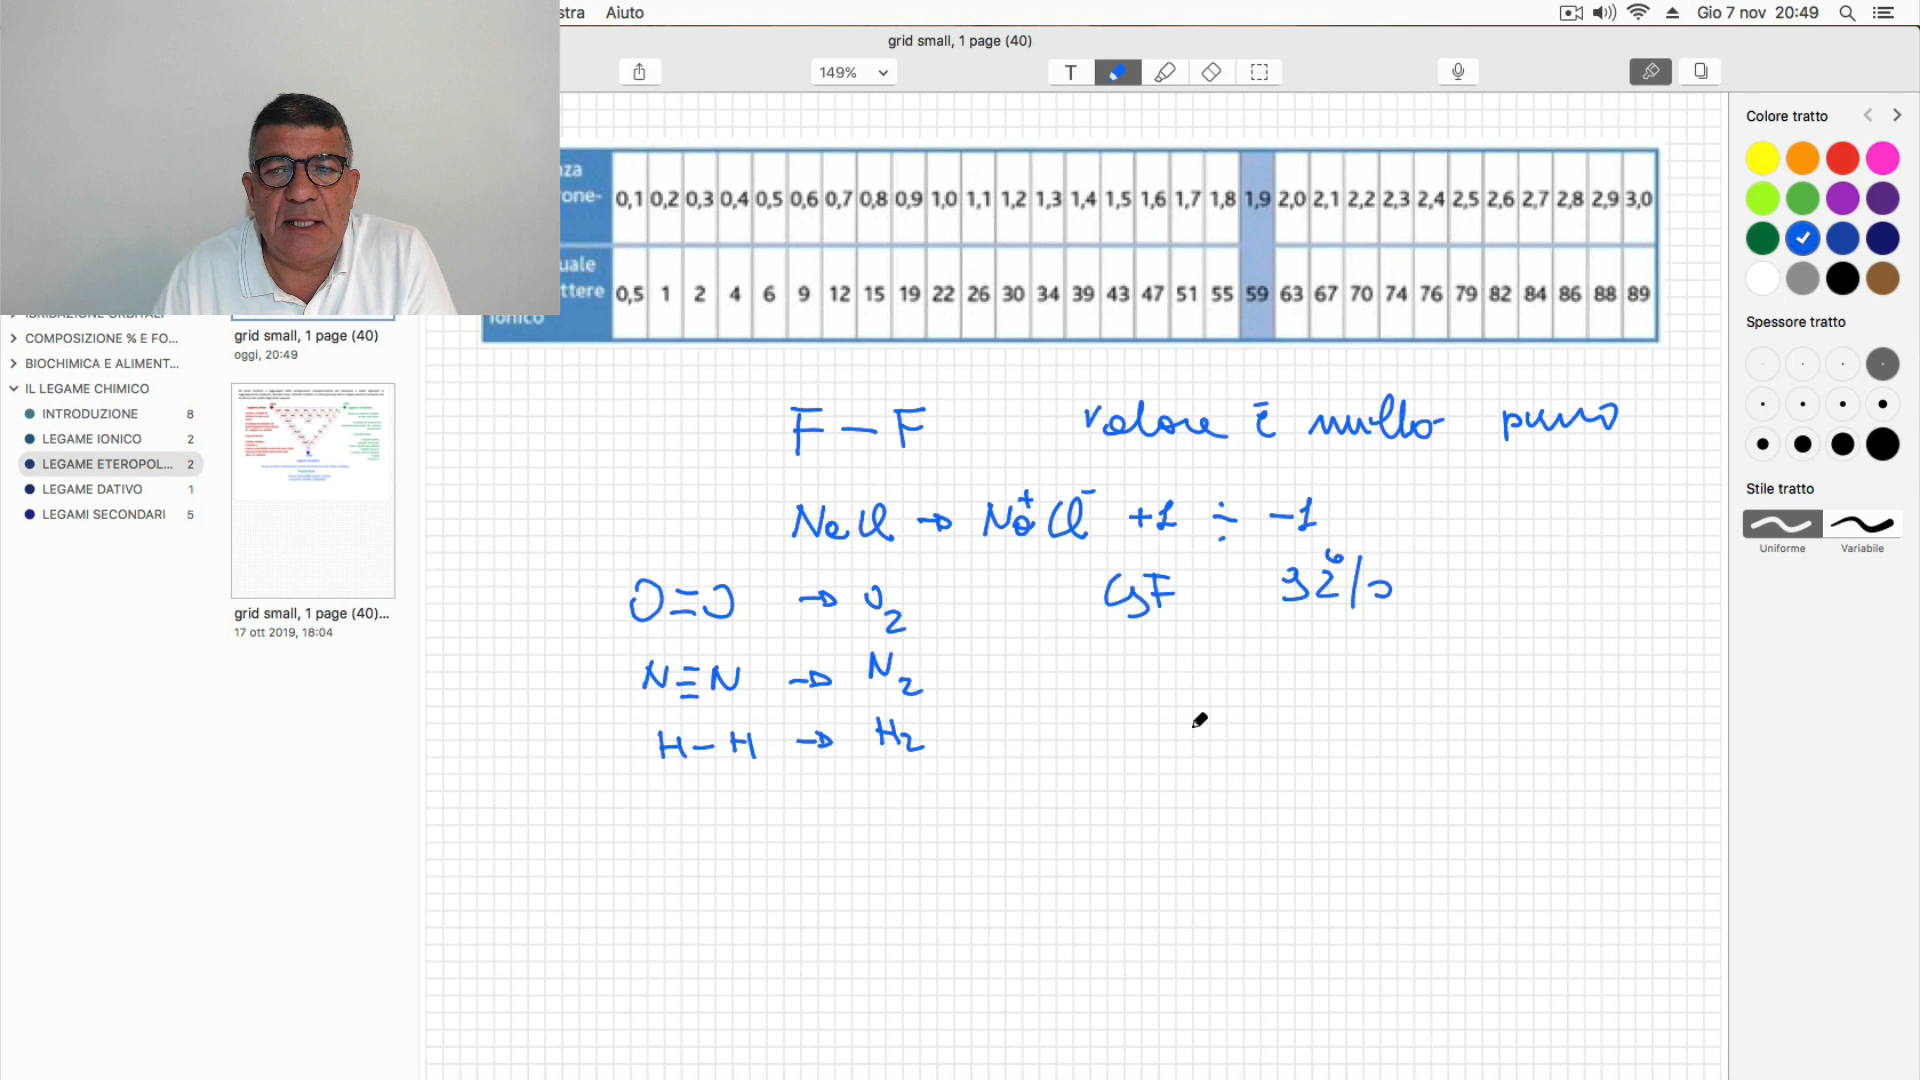 stra Aiuto Gio 7 nov 20:49
grid small, 1 page (40)
149% T
Colore tratto
nza
rone- 0,1 0,2 0,3 0,4 0,5 0,6 0,7 0,8 0,9 1,0 1,1 1,2 1,3 1,4 1,5 1,6 1,7 1,8 1,9 2,0 2,1 2,2 2,3 2,4 2,5 2,6 2,7 2,8 2,9 3,0
uale
ttere 0,5 1 2 4 6 9 12 15 19 22 26 30 34 39 43 47 51 55 59 63 67 70 74 76 79 82 84 86 88 89
ionico
Spessore tratto
Stile tratto
Uniforme Variabile
COMPOSIZIONE % E FO...
BIOCHIMICA E ALIMENT...
IL LEGAME CHIMICO
INTRODUZIONE 8
LEGAME IONICO 2
LEGAME ETEROPOL... 2
LEGAME DATIVO 1
LEGAMI SECONDARI 5
grid small, 1 page (40)
oggi, 20:49
grid small, 1 page (40)...
17 ott 2019, 18:04
F—F valore è nullo puro
NaCl → Na⁺Cl⁻ +1 ÷ -1
O=O → O₂ CsF 92%
N≡N → N₂
H–H → H₂